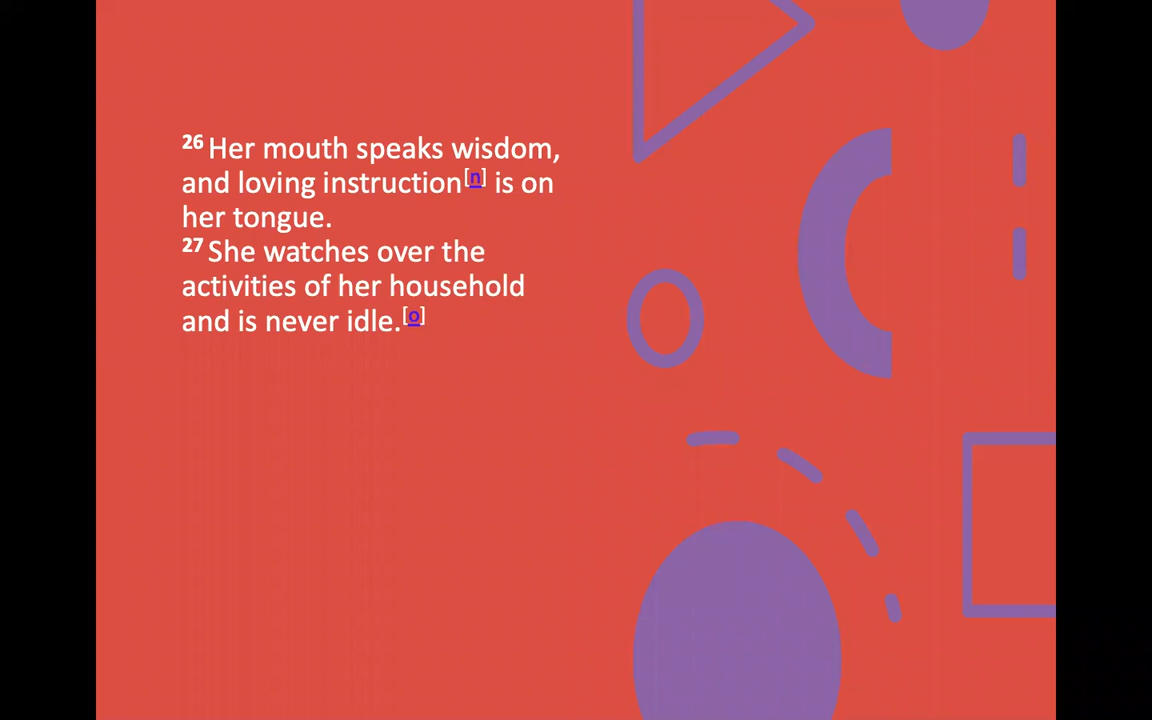 26 Her mouth speaks wisdom,
and loving instruction[n] is on
her tongue.
27 She watches over the
activities of her household
and is never idle.[o]